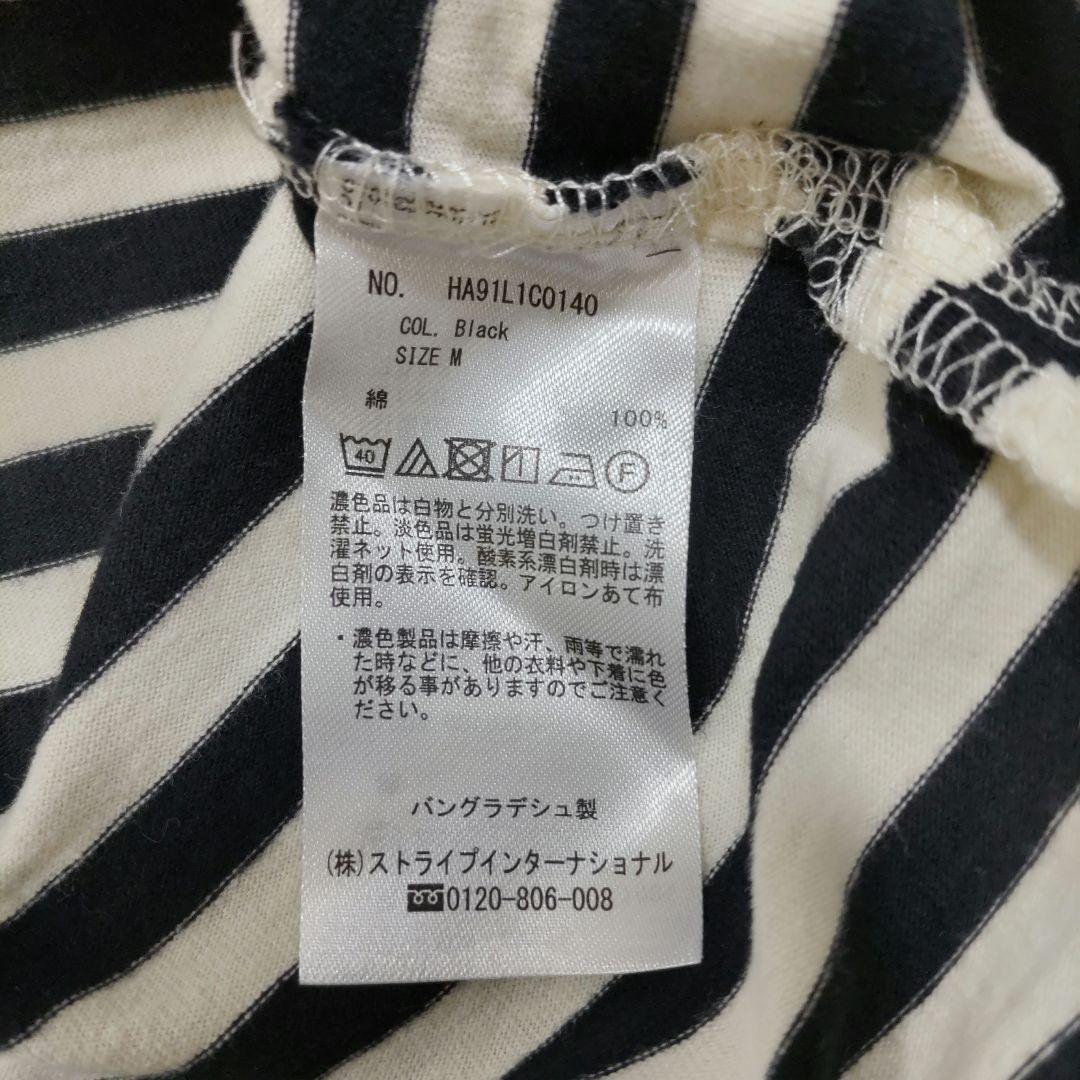 NO. HA91L1C0140
COL. Black
SIZE M
綿 100%
40 F
濃色品は白物と分別洗い。つけ置き
禁止。淡色品は蛍光増白剤禁止。洗
濯ネット使用。酸素系漂白剤時は漂
白剤の表示を確認。アイロンあて布
使用。
・濃色製品は摩擦や汗、雨等で濡れ
た時などに、他の衣料や下着に色
が移る事がありますのでご注意く
ださい。
バングラデシュ製
(株)ストライプインターナショナル
0120-806-008